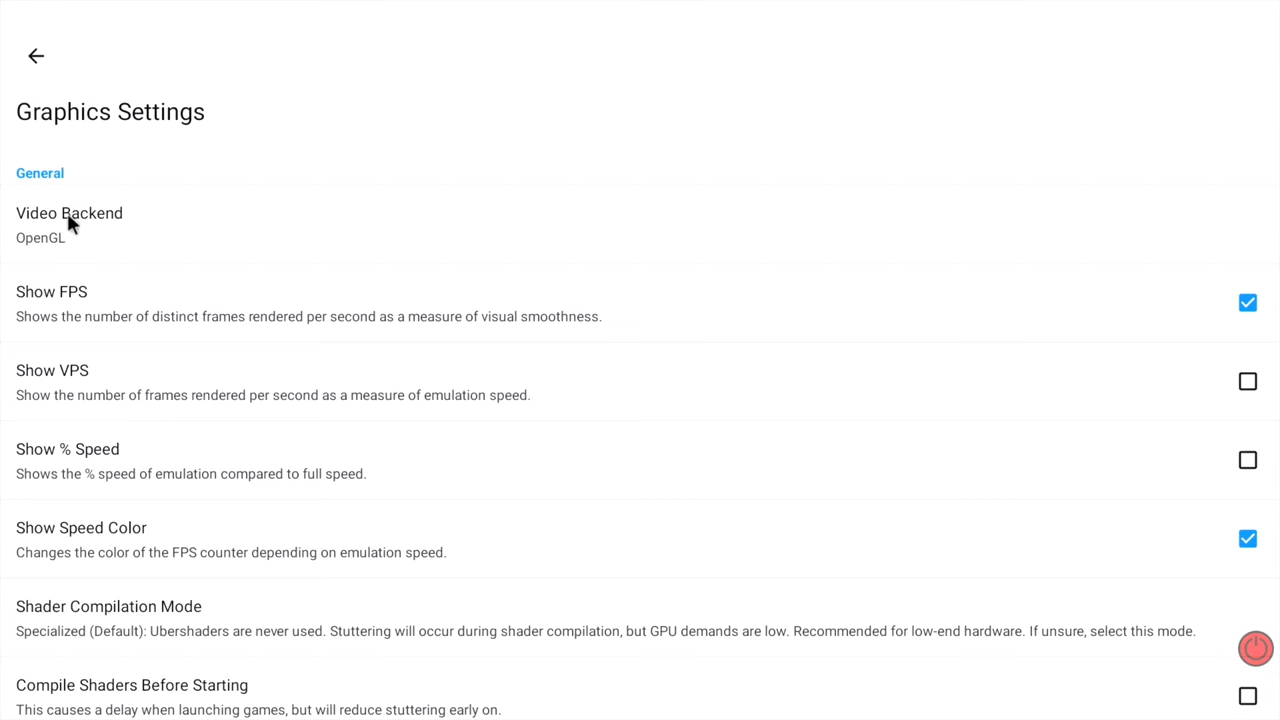 Graphics Settings
General
Video Backend
OpenGL
Show FPS
Shows the number of distinct frames rendered per second as a measure of visual smoothness.
Show VPS
Show the number of frames rendered per second as a measure of emulation speed.
Show % Speed
Shows the % speed of emulation compared to full speed.
Show Speed Color
Changes the color of the FPS counter depending on emulation speed.
Shader Compilation Mode
Specialized (Default): Ubershaders are never used. Stuttering will occur during shader compilation, but GPU demands are low. Recommended for low-end hardware. If unsure, select this mode.
Compile Shaders Before Starting
This causes a delay when launching games, but will reduce stuttering early on.